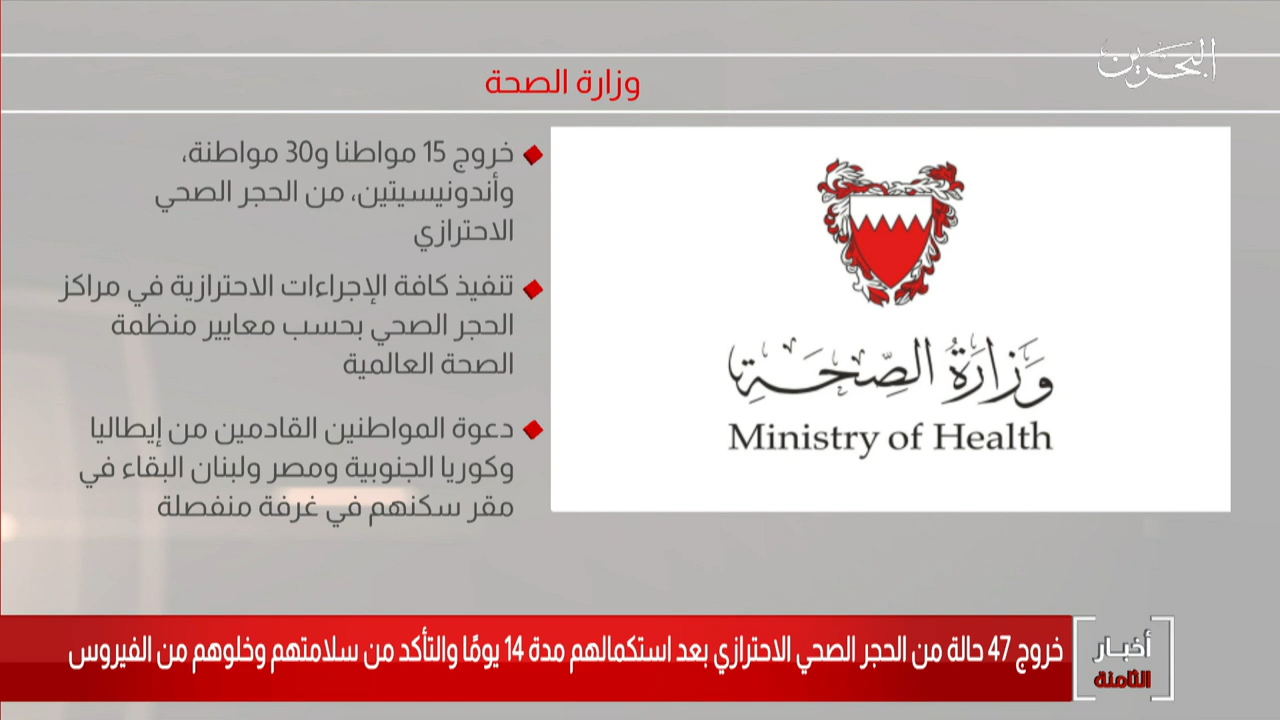 البحرين
وزارة الصحة
خروج 15 مواطنا و30 مواطنة،
وأندونيسيتين، من الحجر الصحي
الاحترازي
تنفيذ كافة الإجراءات الاحترازية في مراكز
الحجر الصحي بحسب معايير منظمة
الصحة العالمية
دعوة المواطنين القادمين من إيطاليا
وكوريا الجنوبية ومصر ولبنان البقاء في
مقر سكنهم في غرفة منفصلة
وَزَارَةُ الصِّحَةِ
Ministry of Health
أخبار
الثامنة
خروج 47 حالة من الحجر الصحي الاحترازي بعد استكمالهم مدة 14 يومًا والتأكد من سلامتهم وخلوهم من الفيروس